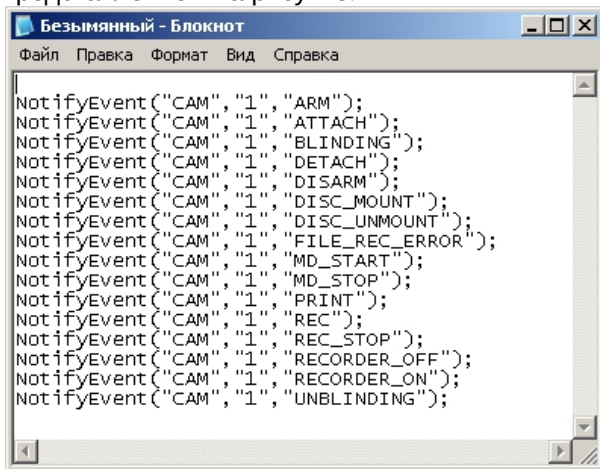 Безымянный - Блокнот
Файл Правка Формат Вид Справка
NotifyEvent("CAM","1","ARM");
NotifyEvent("CAM","1","ATTACH");
NotifyEvent("CAM","1","BLINDING");
NotifyEvent("CAM","1","DETACH");
NotifyEvent("CAM","1","DISARM");
NotifyEvent("CAM","1","DISC_MOUNT");
NotifyEvent("CAM","1","DISC_UNMOUNT");
NotifyEvent("CAM","1","FILE_REC_ERROR");
NotifyEvent("CAM","1","MD_START");
NotifyEvent("CAM","1","MD_STOP");
NotifyEvent("CAM","1","PRINT");
NotifyEvent("CAM","1","REC");
NotifyEvent("CAM","1","REC_STOP");
NotifyEvent("CAM","1","RECORDER_OFF");
NotifyEvent("CAM","1","RECORDER_ON");
NotifyEvent("CAM","1","UNBLINDING");